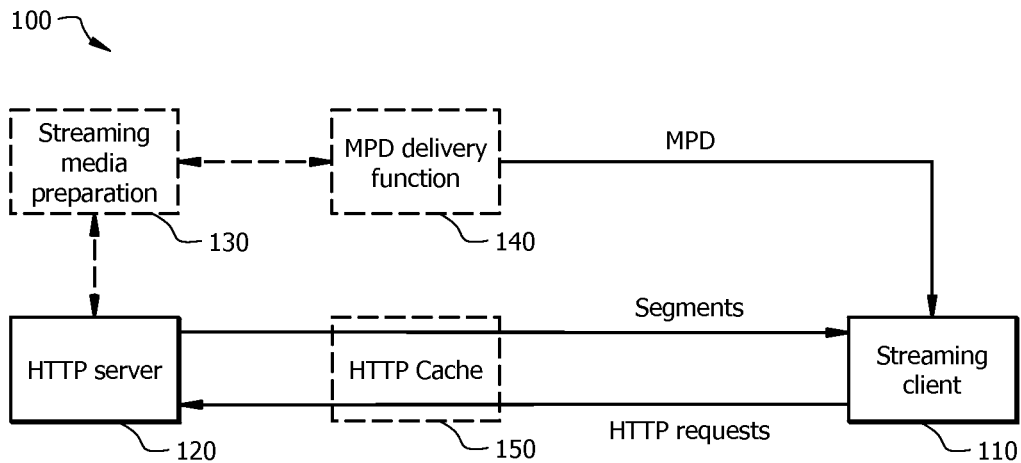 100
Streaming
media
preparation
130
MPD delivery
function
140
MPD
HTTP server
120
Segments
HTTP Cache
150
HTTP requests
Streaming
client
110